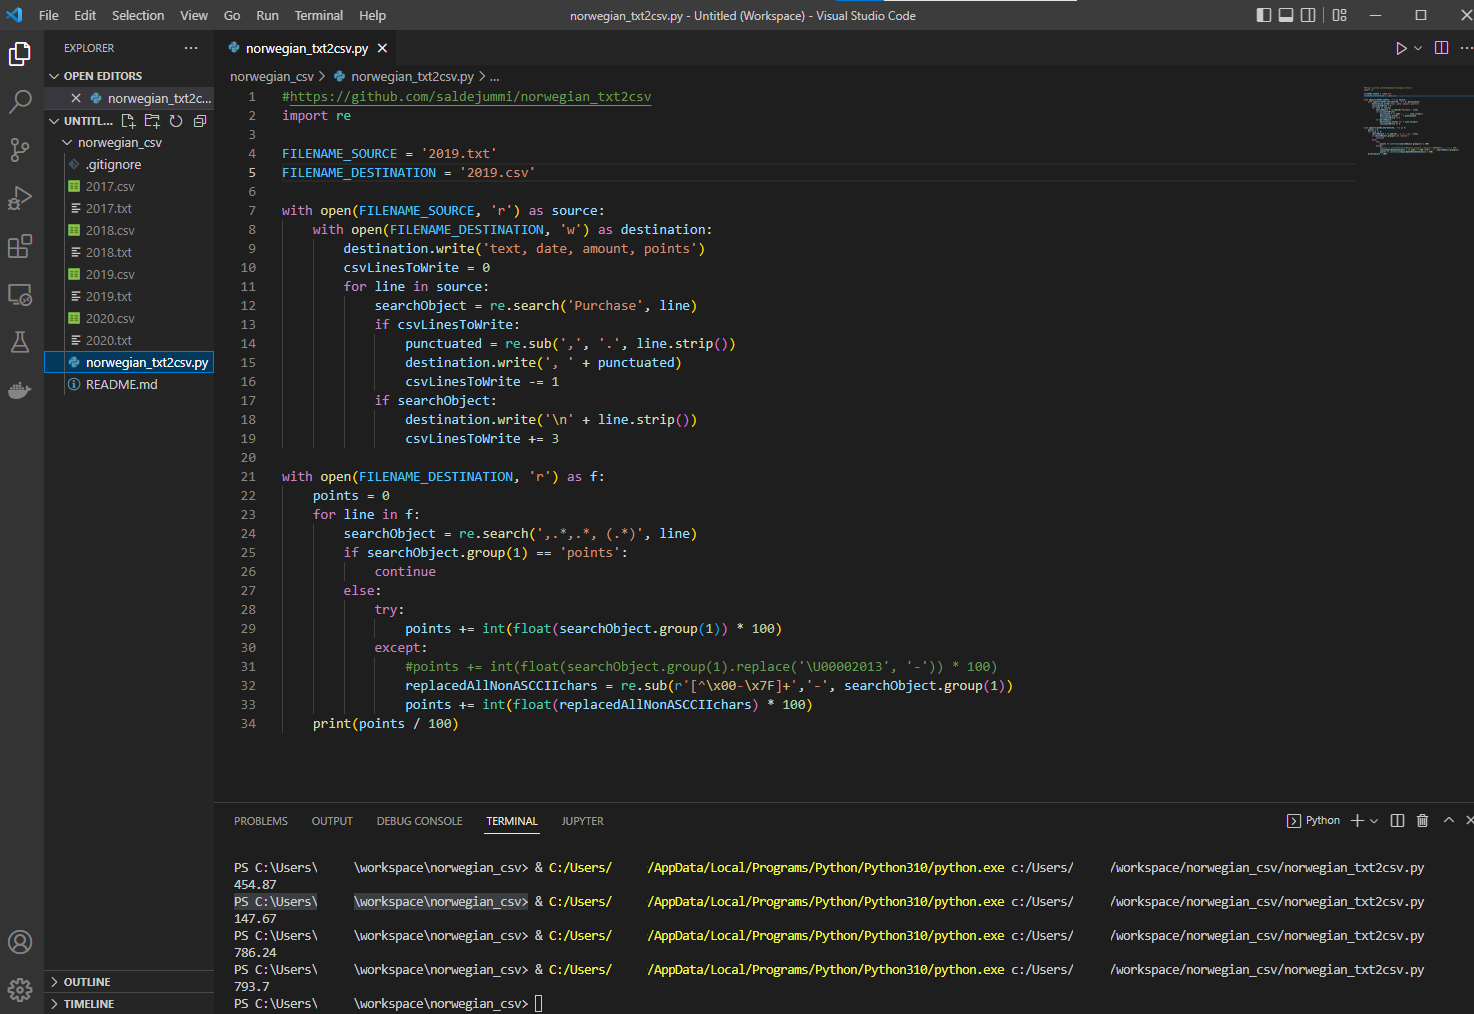 File Edit Selection View Go Run Terminal Help norwegian_txt2csv.py - Untitled (Workspace) - Visual Studio Code
EXPLORER ···
norwegian_txt2csv.py
OPEN EDITORS
norwegian_txt2c...
UNTITL...
norwegian_csv
.gitignore
2017.csv
2017.txt
2018.csv
2018.txt
2019.csv
2019.txt
2020.csv
2020.txt
norwegian_txt2csv.py
README.md
OUTLINE
TIMELINE
norwegian_csv > norwegian_txt2csv.py > ...
1 #https://github.com/saldejummi/norwegian_txt2csv
2 import re
3
4 FILENAME_SOURCE = '2019.txt'
5 FILENAME_DESTINATION = '2019.csv'
6
7 with open(FILENAME_SOURCE, 'r') as source:
8     with open(FILENAME_DESTINATION, 'w') as destination:
9         destination.write('text, date, amount, points')
10         csvLinesToWrite = 0
11         for line in source:
12             searchObject = re.search('Purchase', line)
13             if csvLinesToWrite:
14                 punctuated = re.sub(',', '.', line.strip())
15                 destination.write(', ' + punctuated)
16                 csvLinesToWrite -= 1
17             if searchObject:
18                 destination.write('\n' + line.strip())
19                 csvLinesToWrite += 3
20
21 with open(FILENAME_DESTINATION, 'r') as f:
22     points = 0
23     for line in f:
24         searchObject = re.search(',.*,.*, (.*)', line)
25         if searchObject.group(1) == 'points':
26             continue
27         else:
28             try:
29                 points += int(float(searchObject.group(1)) * 100)
30             except:
31                 #points += int(float(searchObject.group(1).replace('\U00002013', '-')) * 100)
32                 replacedAllNonASCCIIchars = re.sub(r'[^\x00-\x7F]+','-', searchObject.group(1))
33                 points += int(float(replacedAllNonASCCIIchars) * 100)
34     print(points / 100)
PROBLEMS OUTPUT DEBUG CONSOLE TERMINAL JUPYTER Python
PS C:\Users\ \workspace\norwegian_csv> & C:/Users/ /AppData/Local/Programs/Python/Python310/python.exe c:/Users/ /workspace/norwegian_csv/norwegian_txt2csv.py
454.87
PS C:\Users\ \workspace\norwegian_csv> & C:/Users/ /AppData/Local/Programs/Python/Python310/python.exe c:/Users/ /workspace/norwegian_csv/norwegian_txt2csv.py
147.67
PS C:\Users\ \workspace\norwegian_csv> & C:/Users/ /AppData/Local/Programs/Python/Python310/python.exe c:/Users/ /workspace/norwegian_csv/norwegian_txt2csv.py
786.24
PS C:\Users\ \workspace\norwegian_csv> & C:/Users/ /AppData/Local/Programs/Python/Python310/python.exe c:/Users/ /workspace/norwegian_csv/norwegian_txt2csv.py
793.7
PS C:\Users\ \workspace\norwegian_csv>